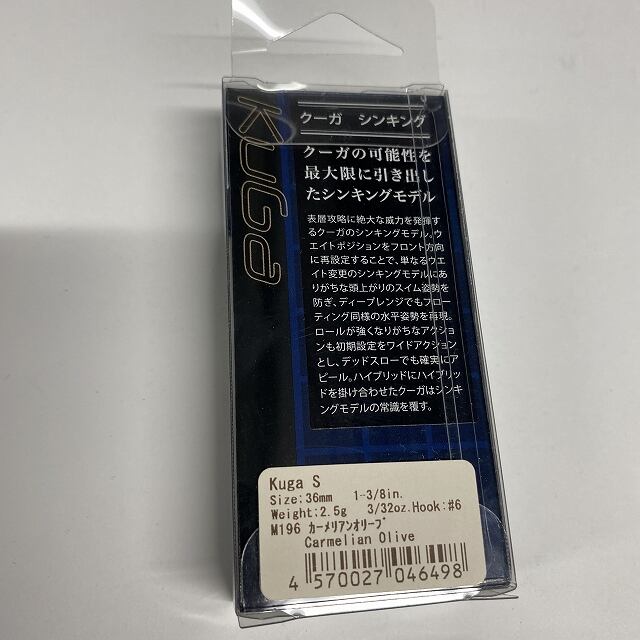 Kuga
クーガ シンキング
クーガの可能性を
最大限に引き出し
たシンキングモデル
表層攻略に絶大な威力を発揮す
るクーガのシンキングモデル。ウ
エイトポジションをフロント方向
に再設定することで、単なるウエ
イト変更のシンキングモデルにあ
りがちな頭上がりのスイム姿勢を
防ぎ、ディープレンジでもフロー
ティング同様の水平姿勢を再現。
ロールが強くなりがちなアクショ
ンも初期設定をワイドアクション
とし、デッドスローでも確実にア
ピール。ハイブリッドにハイブリッ
ドを掛け合わせたクーガはシンキ
ングモデルの常識を覆す。
Kuga S
Size:36mm 1-3/8in.
Weight:2.5g 3/32oz.Hook:#6
M196 ｶｰﾒﾘｱﾝｵﾘｰﾌﾞ
Carmelian Olive
4 570027 046498